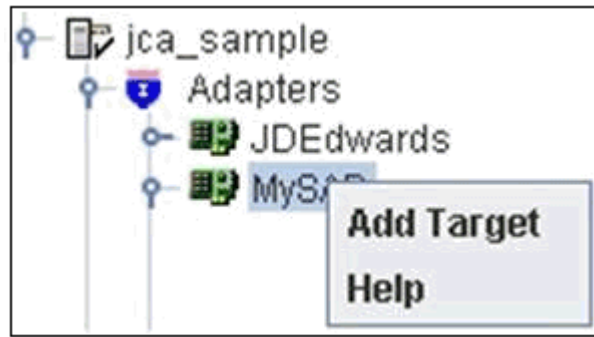 jca_sample
Adapters
JDEdwards
MySAP
Add Target
Help